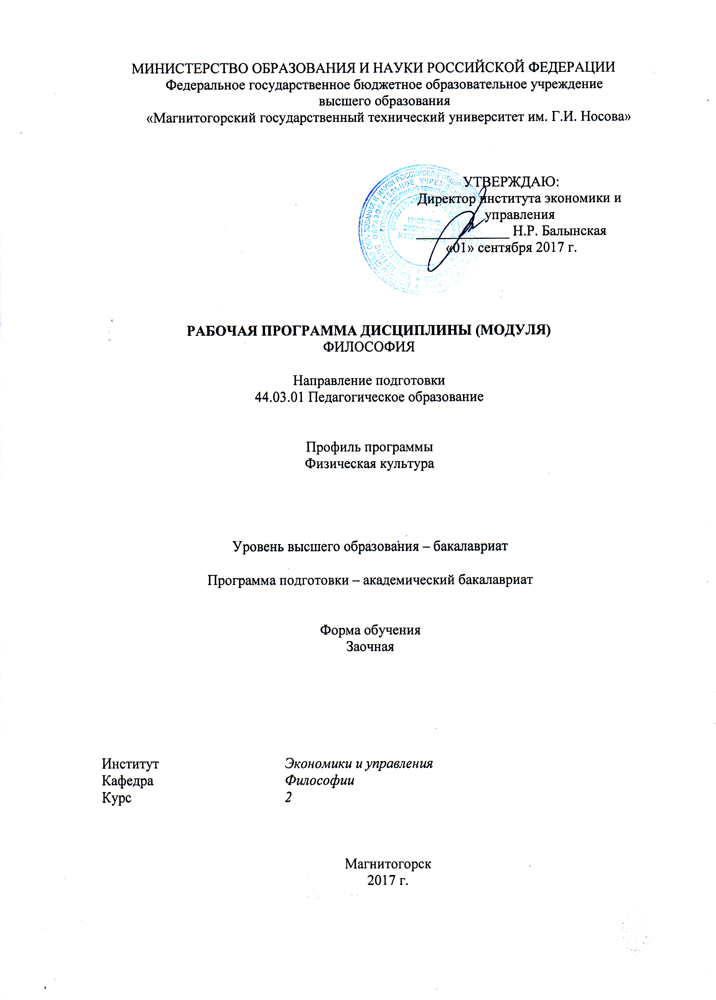 МИНИСТЕРСТВО ОБРАЗОВАНИЯ И НАУКИ РОССИЙСКОЙ ФЕДЕРАЦИИ
Федеральное государственное бюджетное образовательное учреждение
высшего образования
«Магнитогорский государственный технический университет им. Г.И. Носова»
УТВЕРЖДАЮ:
Директор института экономики и
управления
Н.Р. Балынская
«01» сентября 2017 г.
ИНСТИТУТ
ЭКОНОМИКИ
И УПРАВЛЕНИЯ
РАБОЧАЯ ПРОГРАММА ДИСЦИПЛИНЫ (МОДУЛЯ)
ФИЛОСОФИЯ
Направление подготовки
44.03.01 Педагогическое образование
Профиль программы
Физическая культура
Уровень высшего образования – бакалавриат
Программа подготовки – академический бакалавриат
Форма обучения
Заочная
Институт Экономики и управления
Кафедра Философии
Курс 2
Магнитогорск
2017 г.